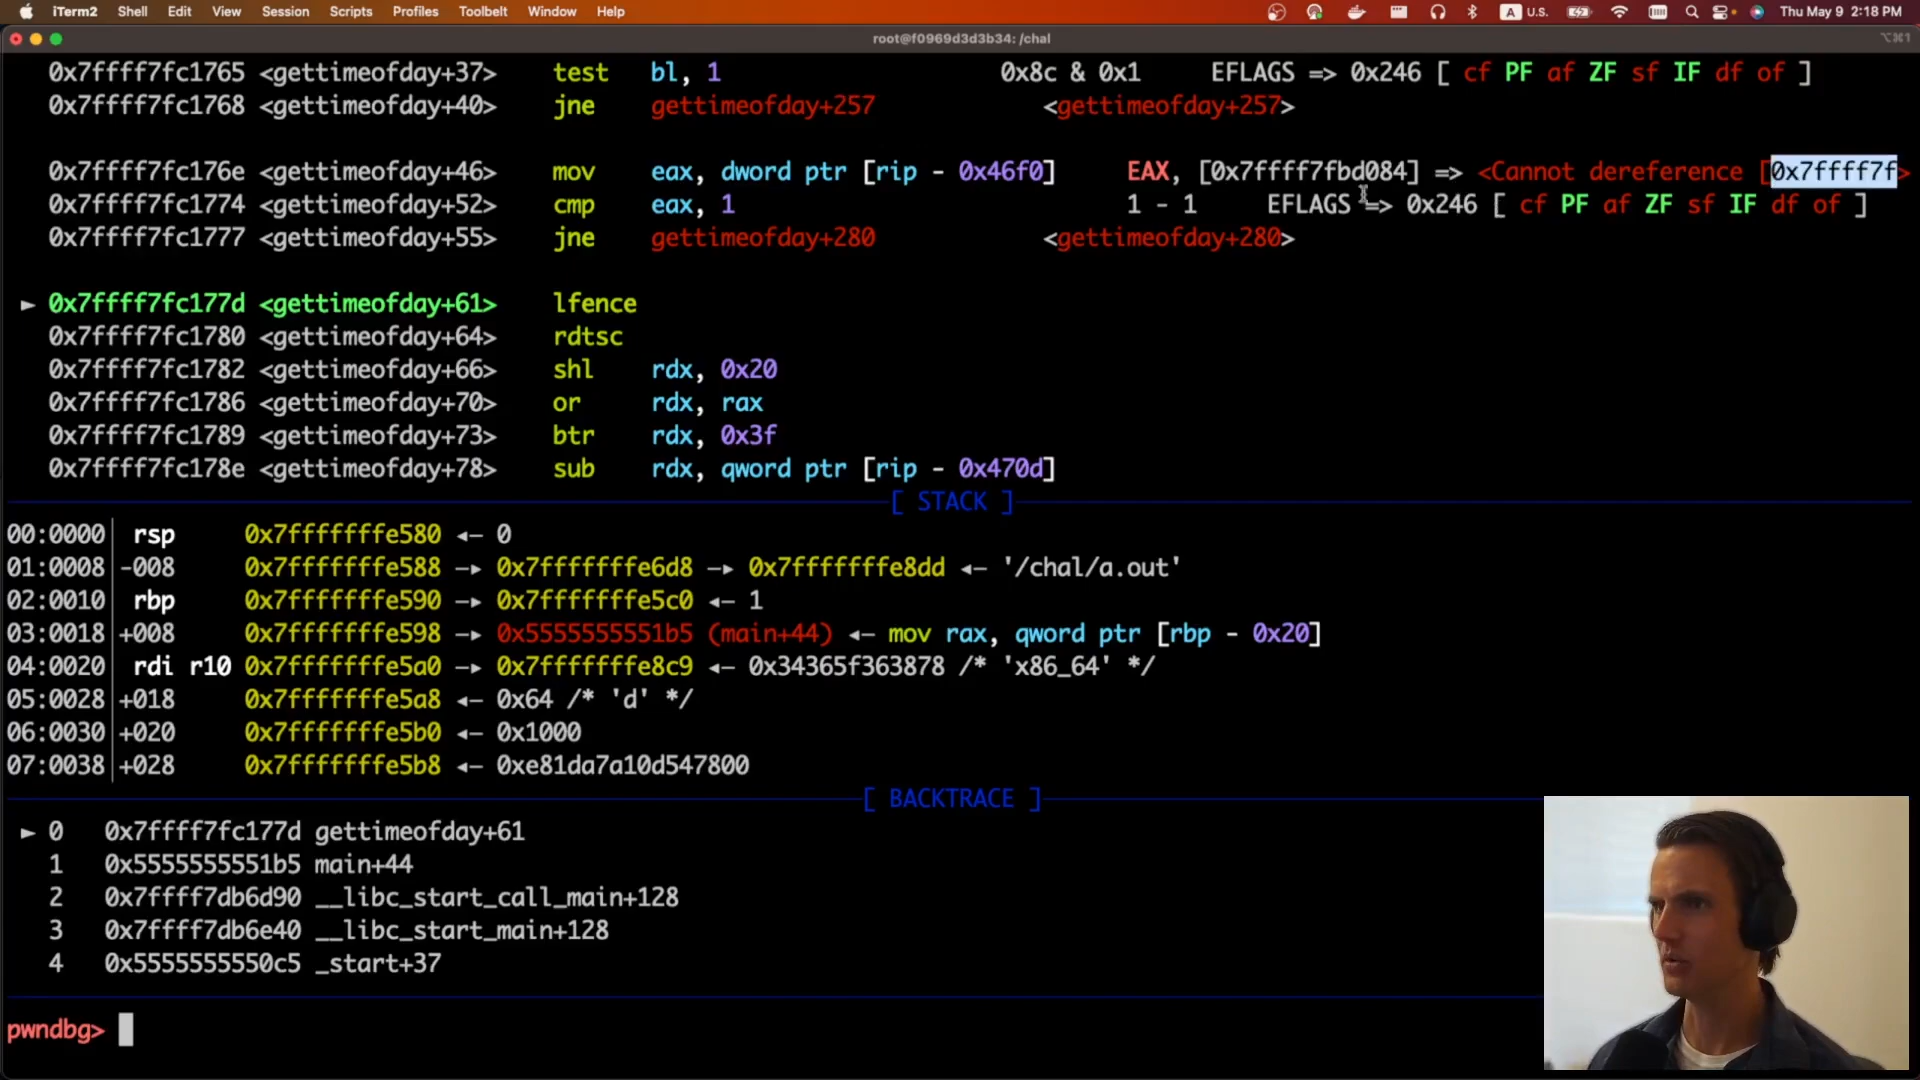 iTerm2 Shell Edit View Session Scripts Profiles Toolbelt Window Help A U.S. Thu May 9 2:18 PM
root@f0969d3d3b34: /chal ⌥⌘1
0x7ffff7fc1765 <gettimeofday+37> test bl, 1 0x8c & 0x1 EFLAGS => 0x246 [ cf PF af ZF sf IF df of ]
0x7ffff7fc1768 <gettimeofday+40> jne gettimeofday+257 <gettimeofday+257>
0x7ffff7fc176e <gettimeofday+46> mov eax, dword ptr [rip - 0x46f0] EAX, [0x7ffff7fbd084] => <Cannot dereference [0x7ffff7f>
0x7ffff7fc1774 <gettimeofday+52> cmp eax, 1 1 - 1 EFLAGS => 0x246 [ cf PF af ZF sf IF df of ]
0x7ffff7fc1777 <gettimeofday+55> jne gettimeofday+280 <gettimeofday+280>
► 0x7ffff7fc177d <gettimeofday+61> lfence
0x7ffff7fc1780 <gettimeofday+64> rdtsc
0x7ffff7fc1782 <gettimeofday+66> shl rdx, 0x20
0x7ffff7fc1786 <gettimeofday+70> or rdx, rax
0x7ffff7fc1789 <gettimeofday+73> btr rdx, 0x3f
0x7ffff7fc178e <gettimeofday+78> sub rdx, qword ptr [rip - 0x470d]
[ STACK ]
00:0000│ rsp 0x7fffffffe580 ◂— 0
01:0008│-008 0x7fffffffe588 —▸ 0x7fffffffe6d8 —▸ 0x7fffffffe8dd ◂— '/chal/a.out'
02:0010│ rbp 0x7fffffffe590 —▸ 0x7fffffffe5c0 ◂— 1
03:0018│+008 0x7fffffffe598 —▸ 0x5555555551b5 (main+44) ◂— mov rax, qword ptr [rbp - 0x20]
04:0020│ rdi r10 0x7fffffffe5a0 —▸ 0x7fffffffe8c9 ◂— 0x34365f363878 /* 'x86_64' */
05:0028│+018 0x7fffffffe5a8 ◂— 0x64 /* 'd' */
06:0030│+020 0x7fffffffe5b0 ◂— 0x1000
07:0038│+028 0x7fffffffe5b8 ◂— 0xe81da7a10d547800
[ BACKTRACE ]
► 0 0x7ffff7fc177d gettimeofday+61
1 0x5555555551b5 main+44
2 0x7ffff7db6d90 __libc_start_call_main+128
3 0x7ffff7db6e40 __libc_start_main+128
4 0x5555555550c5 _start+37
pwndbg>